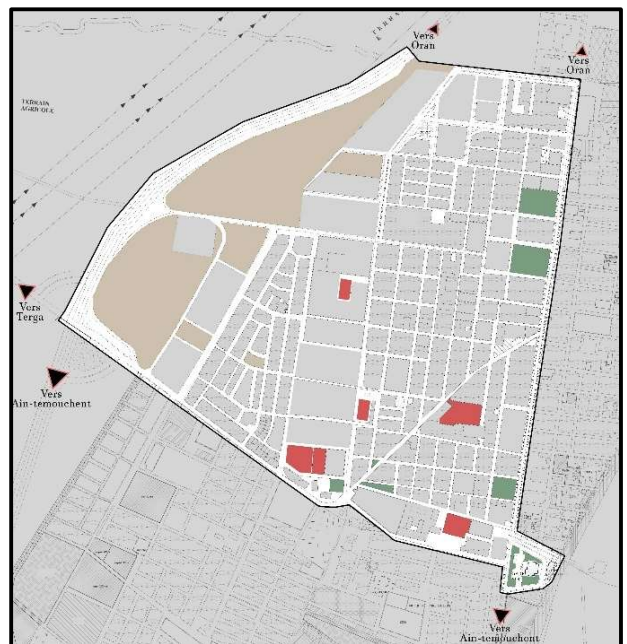 Vers
Oran
Vers
Oran
TERRAIN
AGRICOLE
Vers
Terga
Vers
Ain-temouchent
Vers
Ain-temouchent